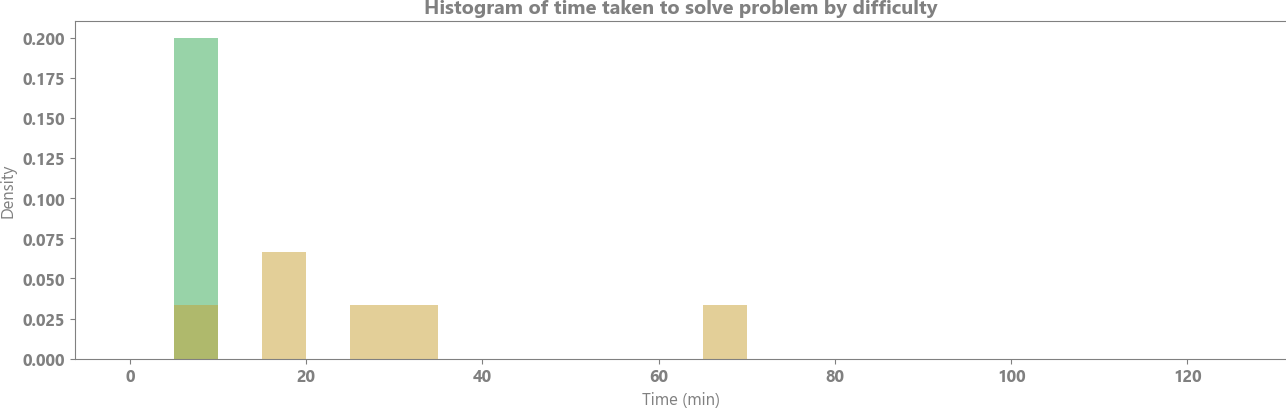 Histogram of time taken to solve problem by difficulty
0.200
0.175
0.150
0.125
0.100
0.075
0.050
0.025
0.000
Density
0 20 40 60 80 100 120
Time (min)